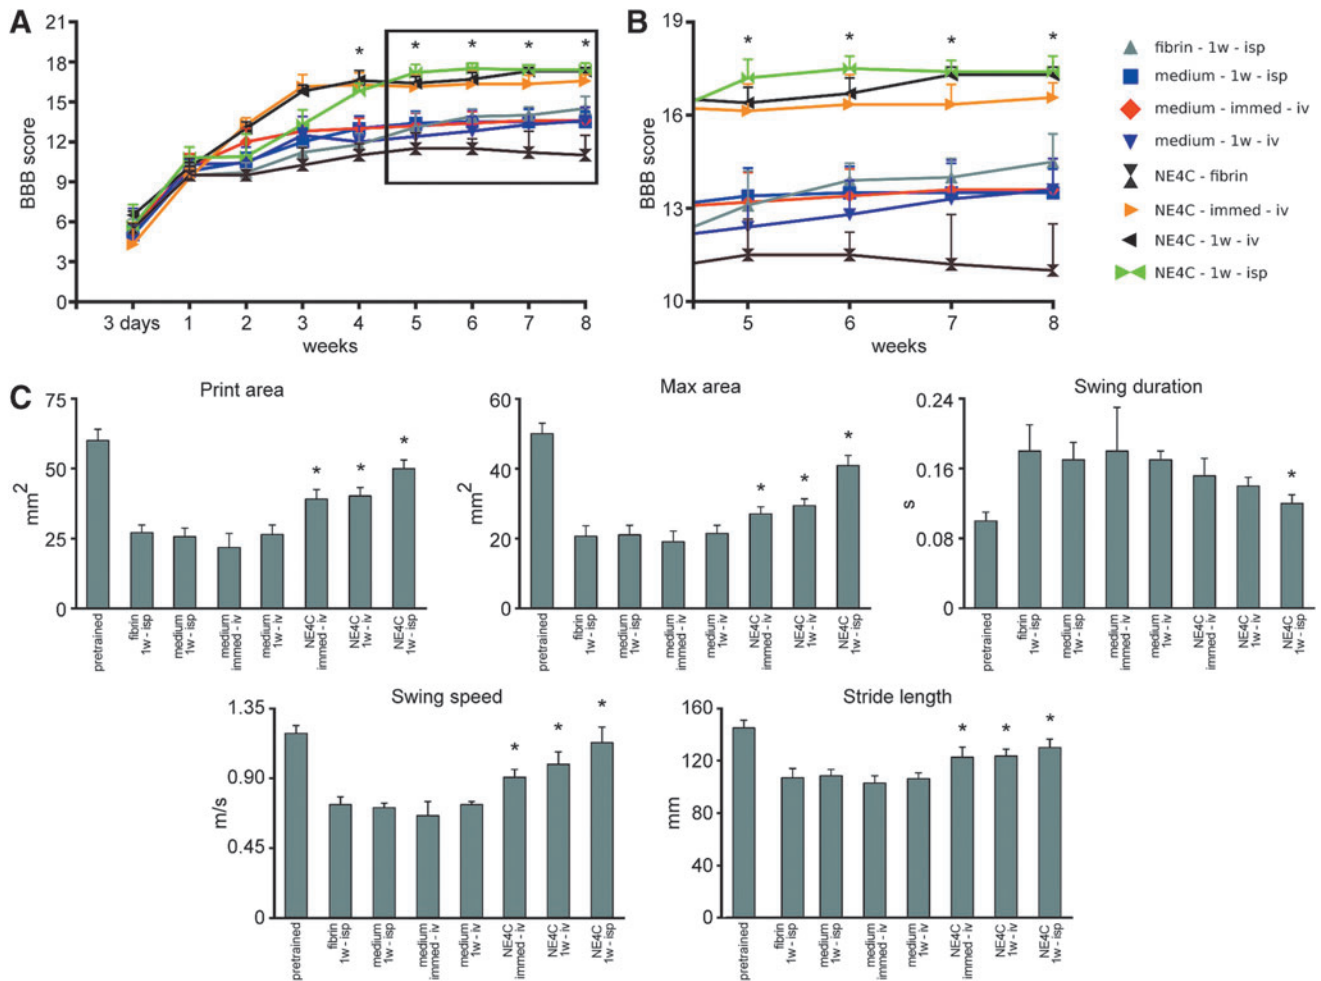 A
BBB score
21
18
15
12
9
6
3
0
* * * * *
3 days 1 2 3 4 5 6 7 8
weeks
B
19
16
13
10
* * * *
5 6 7 8
weeks
fibrin - 1w - isp
medium - 1w - isp
medium - immed - iv
medium - 1w - iv
NE4C - fibrin
NE4C - immed - iv
NE4C - 1w - iv
NE4C - 1w - isp
C
Print area
mm2
75
50
25
0
* * *
pretrained
fibrin
1w - isp
medium
1w - isp
medium
immed - iv
medium
1w - iv
NE4C
immed - iv
NE4C
1w - iv
NE4C
1w - isp
Max area
mm2
60
40
20
0
* * *
pretrained
fibrin
1w - isp
medium
1w - isp
medium
immed - iv
medium
1w - iv
NE4C
immed - iv
NE4C
1w - iv
NE4C
1w - isp
Swing duration
s
0.24
0.16
0.08
0
*
pretrained
fibrin
1w - isp
medium
1w - isp
medium
immed - iv
medium
1w - iv
NE4C
immed - iv
NE4C
1w - iv
NE4C
1w - isp
Swing speed
m/s
1.35
0.90
0.45
0
* * *
pretrained
fibrin
1w - isp
medium
1w - isp
medium
immed - iv
medium
1w - iv
NE4C
immed - iv
NE4C
1w - iv
NE4C
1w - isp
Stride length
mm
160
120
80
40
0
* * *
pretrained
fibrin
1w - isp
medium
1w - isp
medium
immed - iv
medium
1w - iv
NE4C
immed - iv
NE4C
1w - iv
NE4C
1w - isp